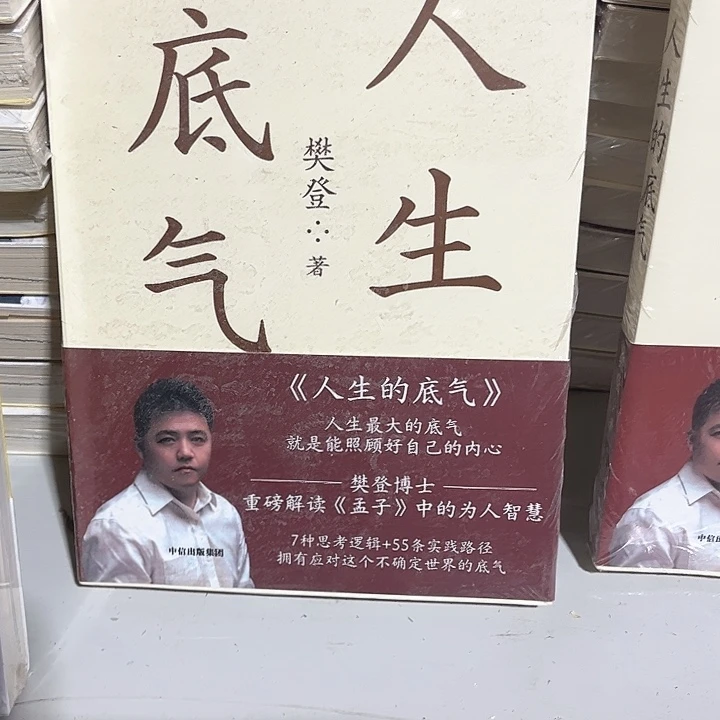 人生
底气
樊登 著
《人生的底气》
人生最大的底气
就是能照顾好自己的内心
樊登博士
重磅解读《孟子》中的为人智慧
7种思考逻辑+55条实践路径
拥有应对这个不确定世界的底气
中信出版集团
人生的底气
中信出